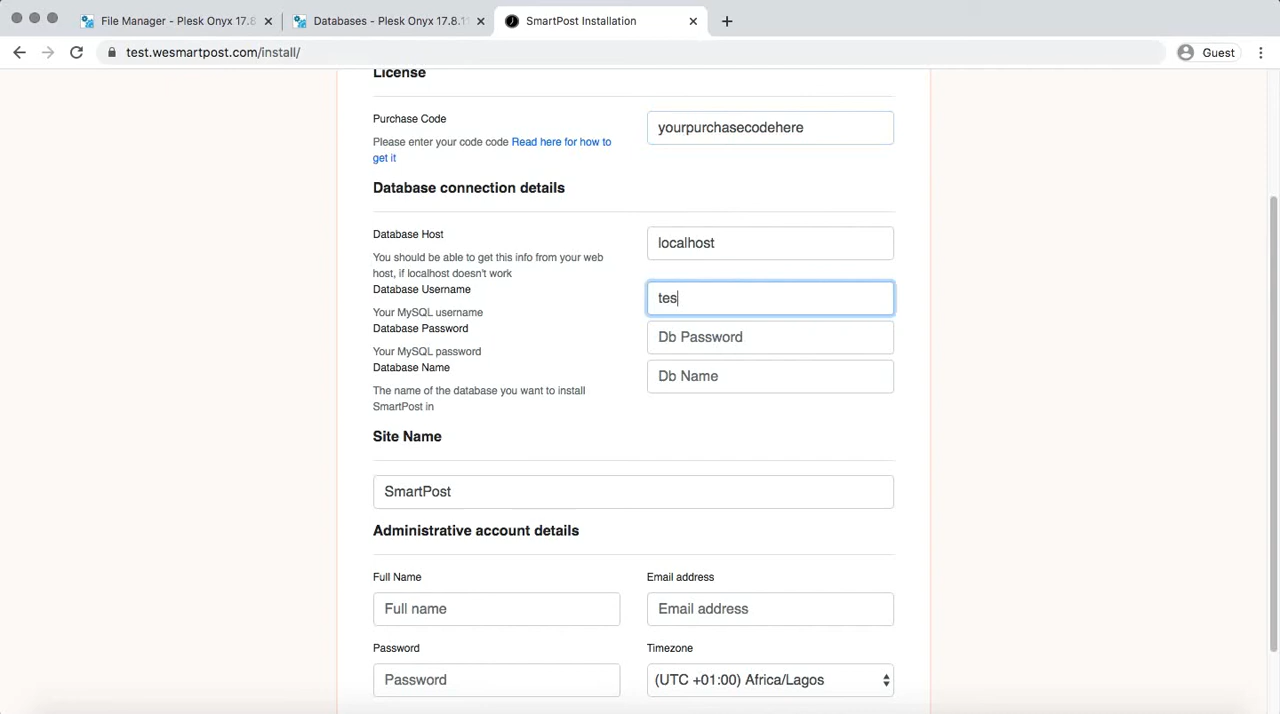 File Manager - Plesk Onyx 17.8
Databases - Plesk Onyx 17.8.1
SmartPost Installation
test.wesmartpost.com/install/
Guest
License
Purchase Code
yourpurchasecodehere
Please enter your code code Read here for how to
get it
Database connection details
Database Host
localhost
You should be able to get this info from your web
host, if localhost doesn't work
Database Username
tes
Your MySQL username
Database Password
Db Password
Your MySQL password
Database Name
Db Name
The name of the database you want to install
SmartPost in
Site Name
SmartPost
Administrative account details
Full Name
Email address
Full name
Email address
Password
Timezone
Password
(UTC +01:00) Africa/Lagos